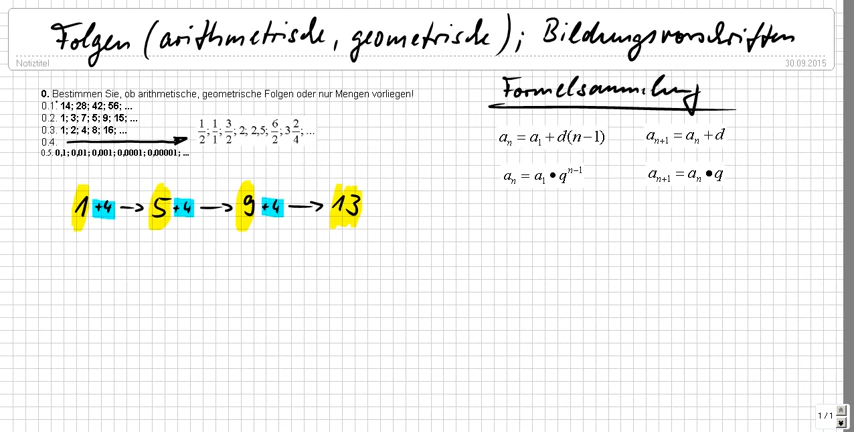 Folgen (arithmetrische, geometrische); Bildungsvorschriften
Notiztitel
30.09.2015
0. Bestimmen Sie, ob arithmetische, geometrische Folgen oder nur Mengen vorliegen!
0.1. 14; 28; 42; 56; ...
0.2. 1; 3; 7; 5; 9; 15; ...
0.3. 1; 2; 4; 8; 16; ...
0.4. 1/2; 1/1; 3/2; 2; 2,5; 6/2; 3 2/4; ...
0.5. 0,1; 0,01; 0,001; 0,0001; 0,00001; ...
Formelsammlung
aₙ = a₁ + d(n−1)
aₙ₊₁ = aₙ + d
aₙ = a₁ • qⁿ⁻¹
aₙ₊₁ = aₙ • q
1 +4 → 5 +4 → 9 +4 → 13
1/1